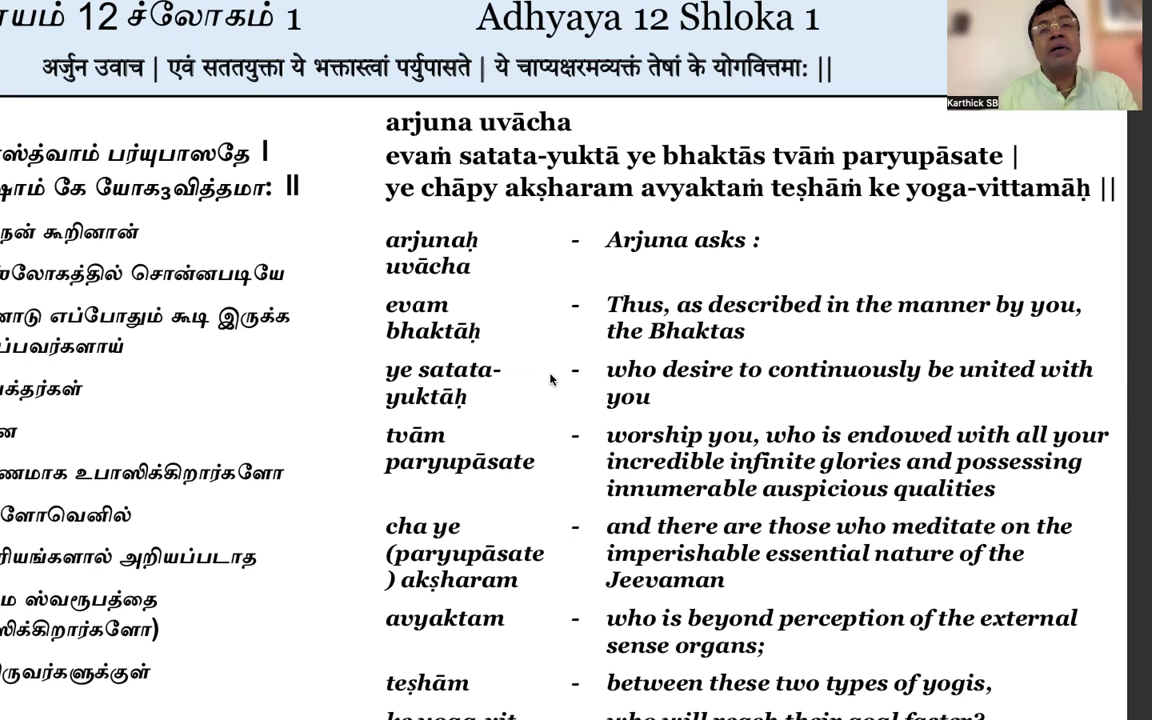 ாயம் 12 ச்லோகம் 1
Adhyaya 12 Shloka 1
अर्जुन उवाच | एवं सततयुक्ता ये भक्तास्त्वां पर्युपासते | ये चाप्यक्षरमव्यक्तं तेषां के योगवित्तमा: ||
Karthick SB
ஸ்த்வாம் பர்யுபாஸதே |
ஷாம் கே யோக3வித்தமா: ||
நன் கூறினான்
லோகத்தில் சொன்னபடியே
எப்போதும் கூடி இருக்க
ப்பவர்களாய்
க்தர்கள்
ணமாக உபாஸிக்கிறார்களோ
ளோவெனில்
ரியங்களால் அறியப்படாத
ம ஸ்வரூபத்தை
ஸிக்கிறார்களோ)
ருவர்களுக்குள்
arjuna uvācha
evaṁ satata-yuktā ye bhaktās tvāṁ paryupāsate |
ye chāpy akṣharam avyaktaṁ teṣhāṁ ke yoga-vittamāḥ ||
arjunaḥ - Arjuna asks :
uvācha
evam - Thus, as described in the manner by you,
bhaktāḥ the Bhaktas
ye satata- - who desire to continuously be united with
yuktāḥ you
tvām - worship you, who is endowed with all your
paryupāsate incredible infinite glories and possessing
innumerable auspicious qualities
cha ye - and there are those who meditate on the
(paryupāsate imperishable essential nature of the
) akṣharam Jeevaman
avyaktam - who is beyond perception of the external
sense organs;
teṣhām - between these two types of yogis,
ke yoga-vit- - who will reach their goal faster?